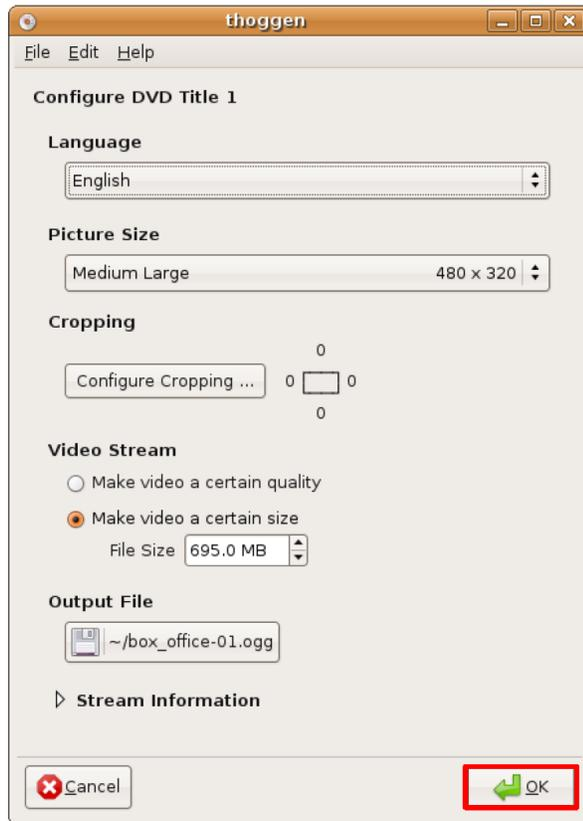 thoggen
File Edit Help
Configure DVD Title 1
Language
English
Picture Size
Medium Large 480 x 320
Cropping
0
Configure Cropping ... 0 0
0
Video Stream
Make video a certain quality
Make video a certain size
File Size 695.0 MB
Output File
~/box_office-01.ogg
Stream Information
Cancel OK